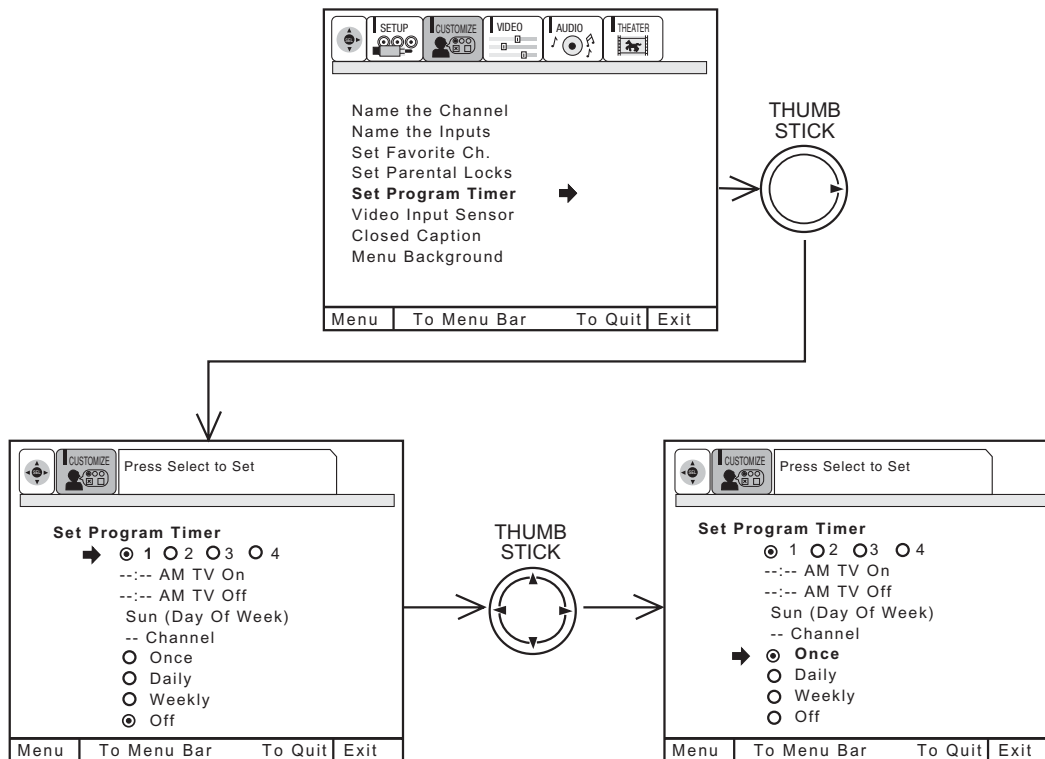 SETUP CUSTOMIZE VIDEO AUDIO THEATER
SEL
Name the Channel
Name the Inputs
Set Favorite Ch.
Set Parental Locks
Set Program Timer
Video Input Sensor
Closed Caption
Menu Background
Menu To Menu Bar To Quit Exit
THUMB
STICK
SEL
CUSTOMIZE
Press Select to Set
Set Program Timer
1 2 3 4
--:-- AM TV On
--:-- AM TV Off
Sun (Day Of Week)
-- Channel
Once
Daily
Weekly
Off
Menu To Menu Bar To Quit Exit
THUMB
STICK
SEL
CUSTOMIZE
Press Select to Set
Set Program Timer
1 2 3 4
--:-- AM TV On
--:-- AM TV Off
Sun (Day Of Week)
-- Channel
Once
Daily
Weekly
Off
Menu To Menu Bar To Quit Exit